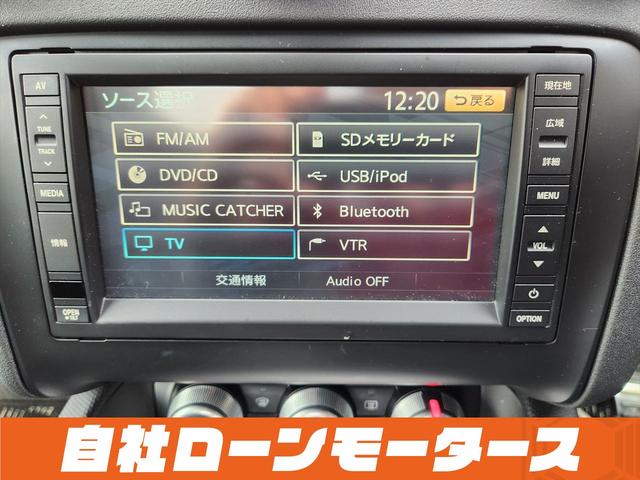 AV
TUNE
TRACK
MEDIA
情報
OPEN
TILT
ソース選択
12:20
戻る
FM/AM
SDメモリーカード
DVD/CD
USB/iPod
MUSIC CATCHER
Bluetooth
TV
VTR
交通情報
Audio OFF
現在地
広域
詳細
MENU
VOL
OPTION
自社ローンモータース